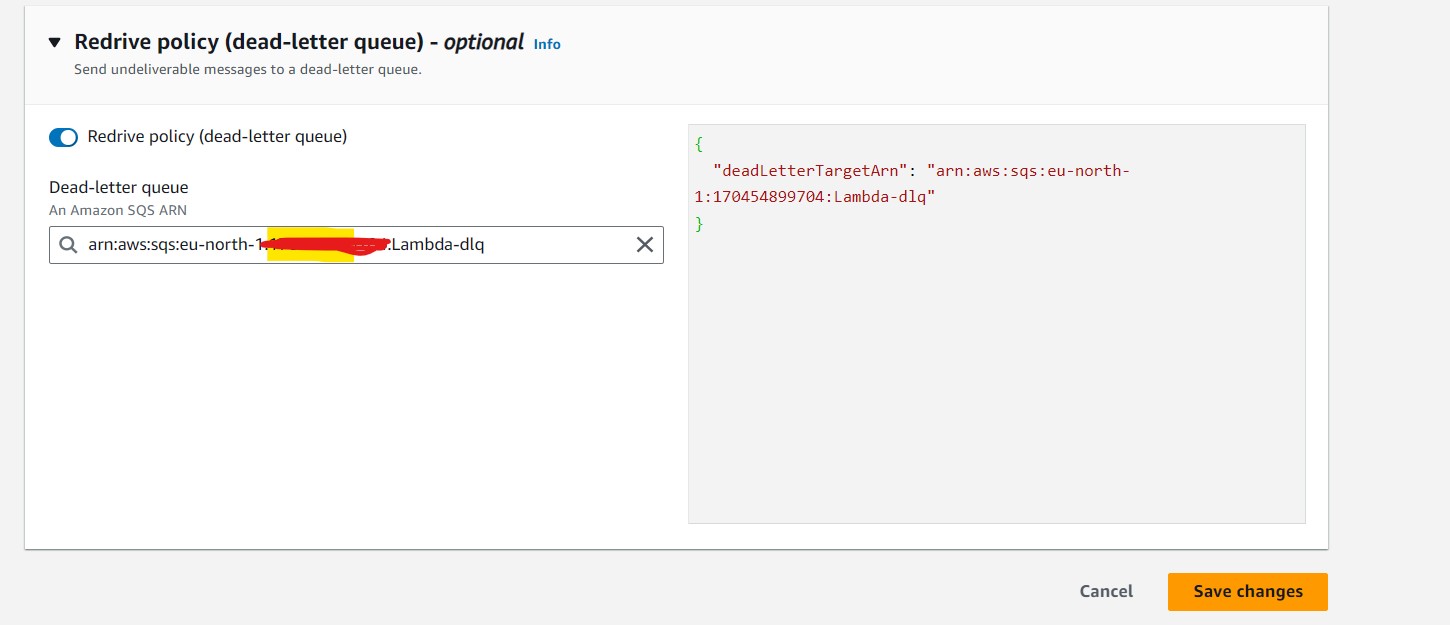 ▼ Redrive policy (dead-letter queue) - optional Info
Send undeliverable messages to a dead-letter queue.
Redrive policy (dead-letter queue)
Dead-letter queue
An Amazon SQS ARN
arn:aws:sqs:eu-north-1: :Lambda-dlq
{
"deadLetterTargetArn": "arn:aws:sqs:eu-north-
1:170454899704:Lambda-dlq"
}
Cancel
Save changes